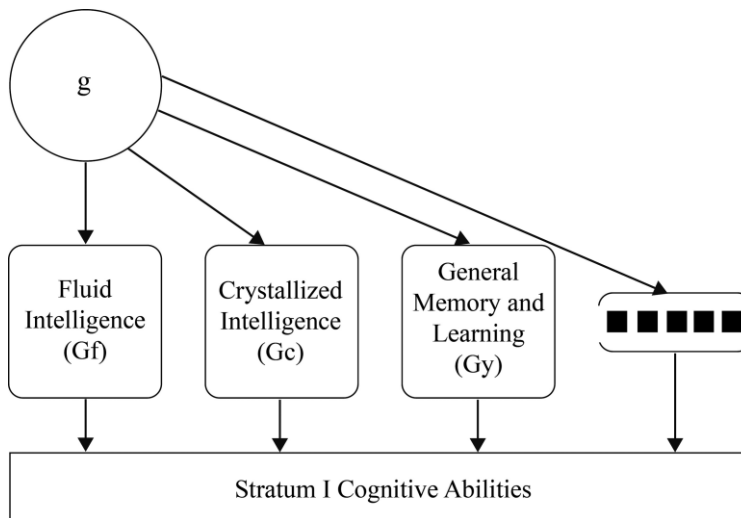 g
Fluid
Intelligence
(Gf)
Crystallized
Intelligence
(Gc)
General
Memory and
Learning
(Gy)
Stratum I Cognitive Abilities